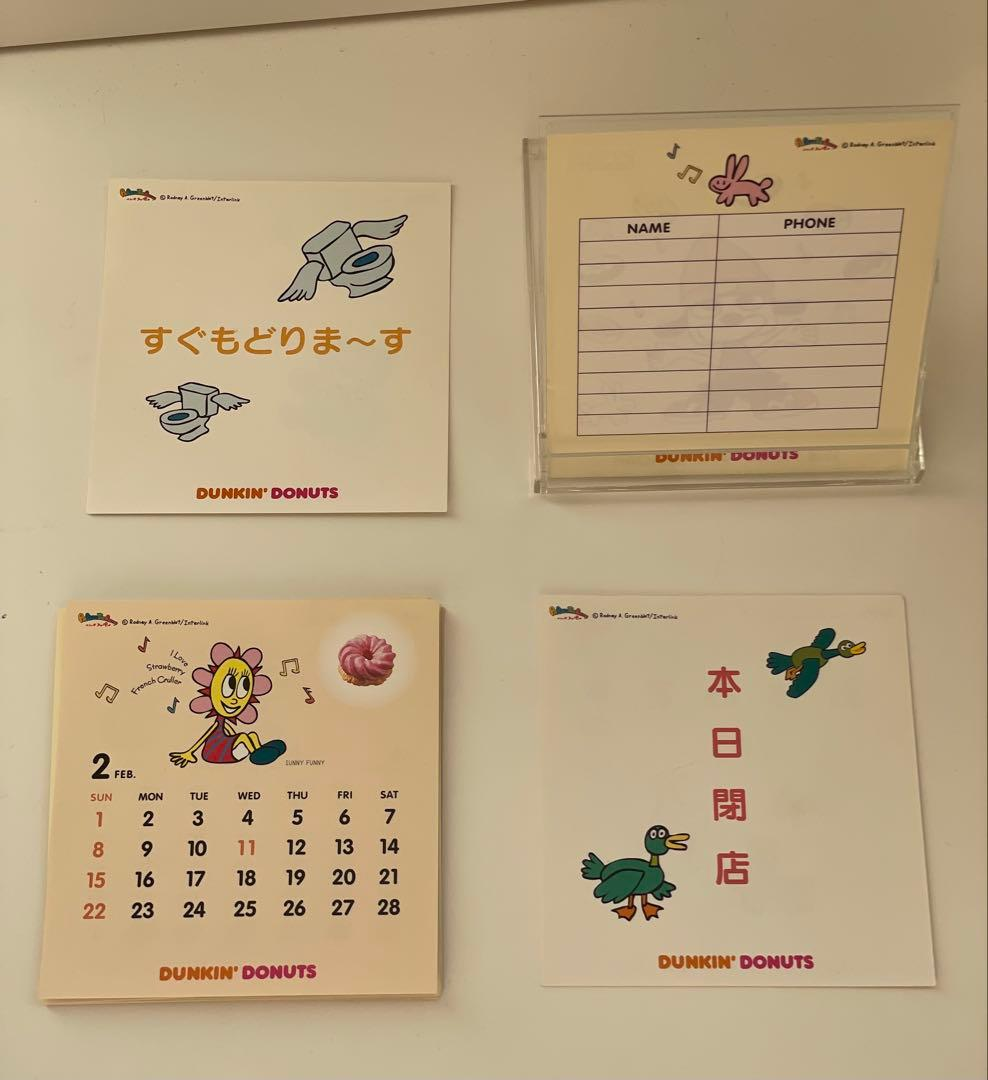 © Rodney A. Greenblat/Interlink
すぐもどりま～す
DUNKIN' DONUTS
© Rodney A. Greenblat/Interlink
NAME PHONE
DUNKIN' DONUTS
© Rodney A. Greenblat/Interlink
I Love
Strawberry
French Cruller
SUNNY FUNNY
2 FEB.
SUN MON TUE WED THU FRI SAT
1 2 3 4 5 6 7
8 9 10 11 12 13 14
15 16 17 18 19 20 21
22 23 24 25 26 27 28
DUNKIN' DONUTS
© Rodney A. Greenblat/Interlink
本日閉店
DUNKIN' DONUTS